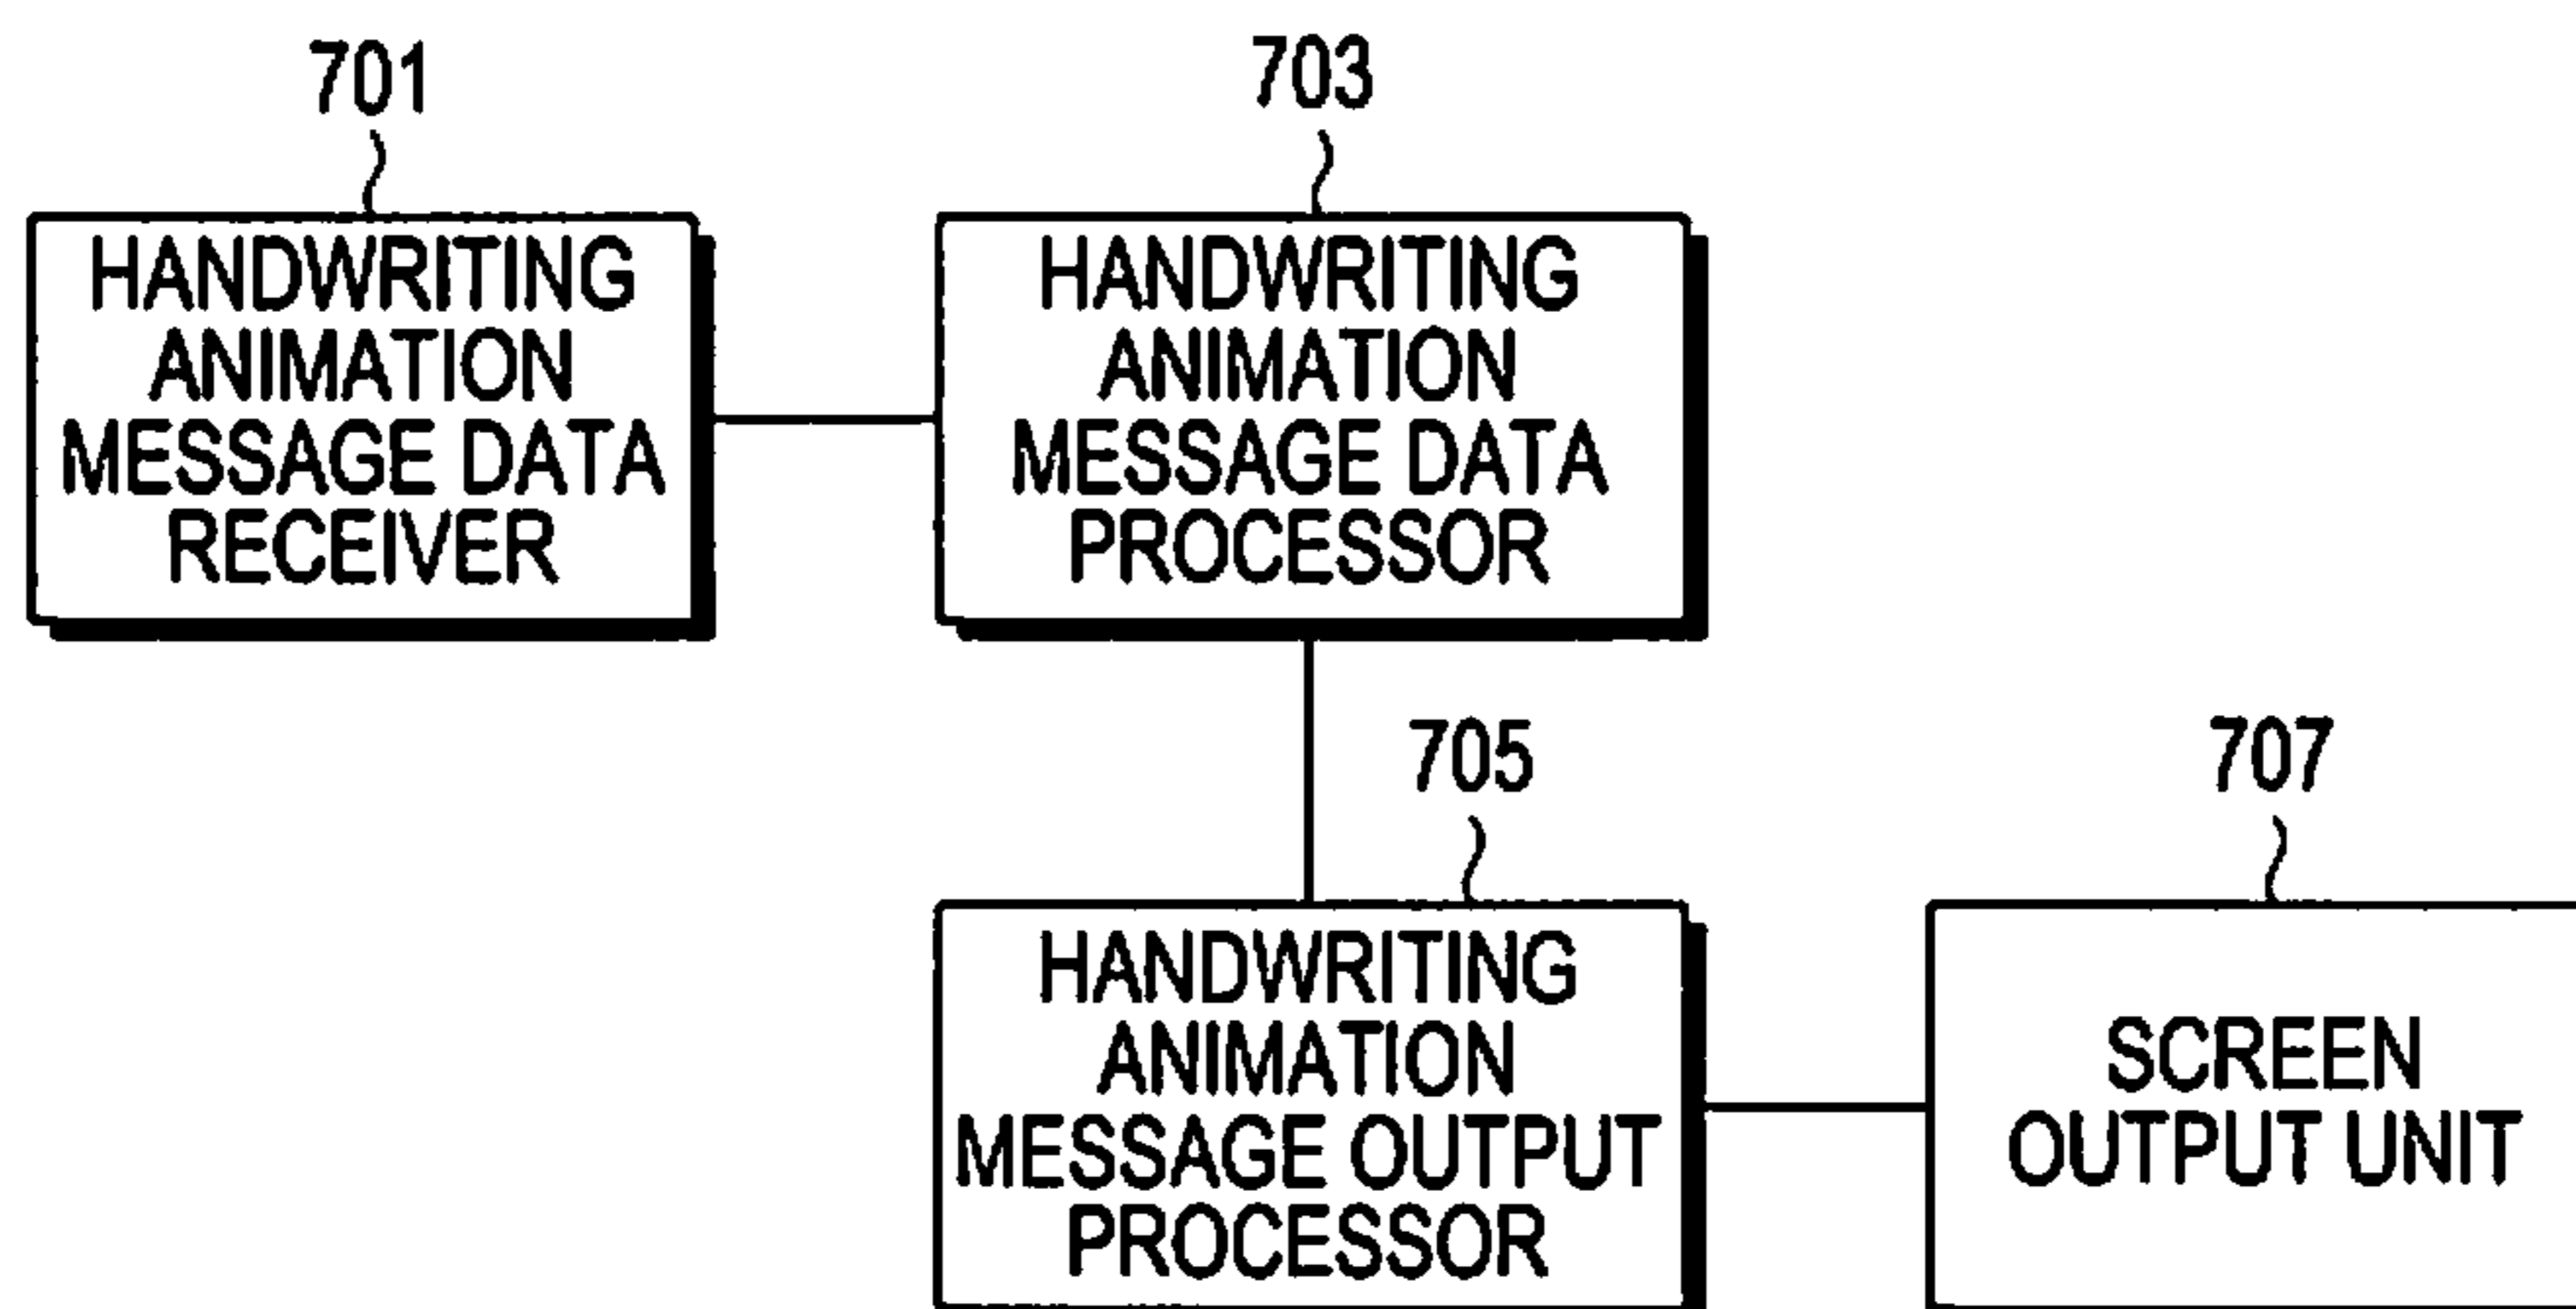 701
703
HANDWRITING
ANIMATION
MESSAGE DATA
RECEIVER
HANDWRITING
ANIMATION
MESSAGE DATA
PROCESSOR
705
707
HANDWRITING
ANIMATION
MESSAGE OUTPUT
PROCESSOR
SCREEN
OUTPUT UNIT